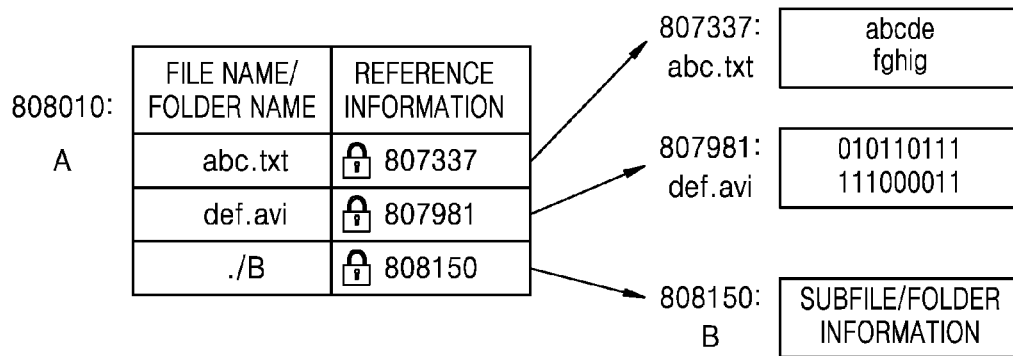 808010:
A
FILE NAME/
FOLDER NAME
REFERENCE
INFORMATION
abc.txt
807337
def.avi
807981
./B
808150
807337:
abc.txt
abcde
fghig
807981:
def.avi
010110111
111000011
808150:
B
SUBFILE/FOLDER
INFORMATION